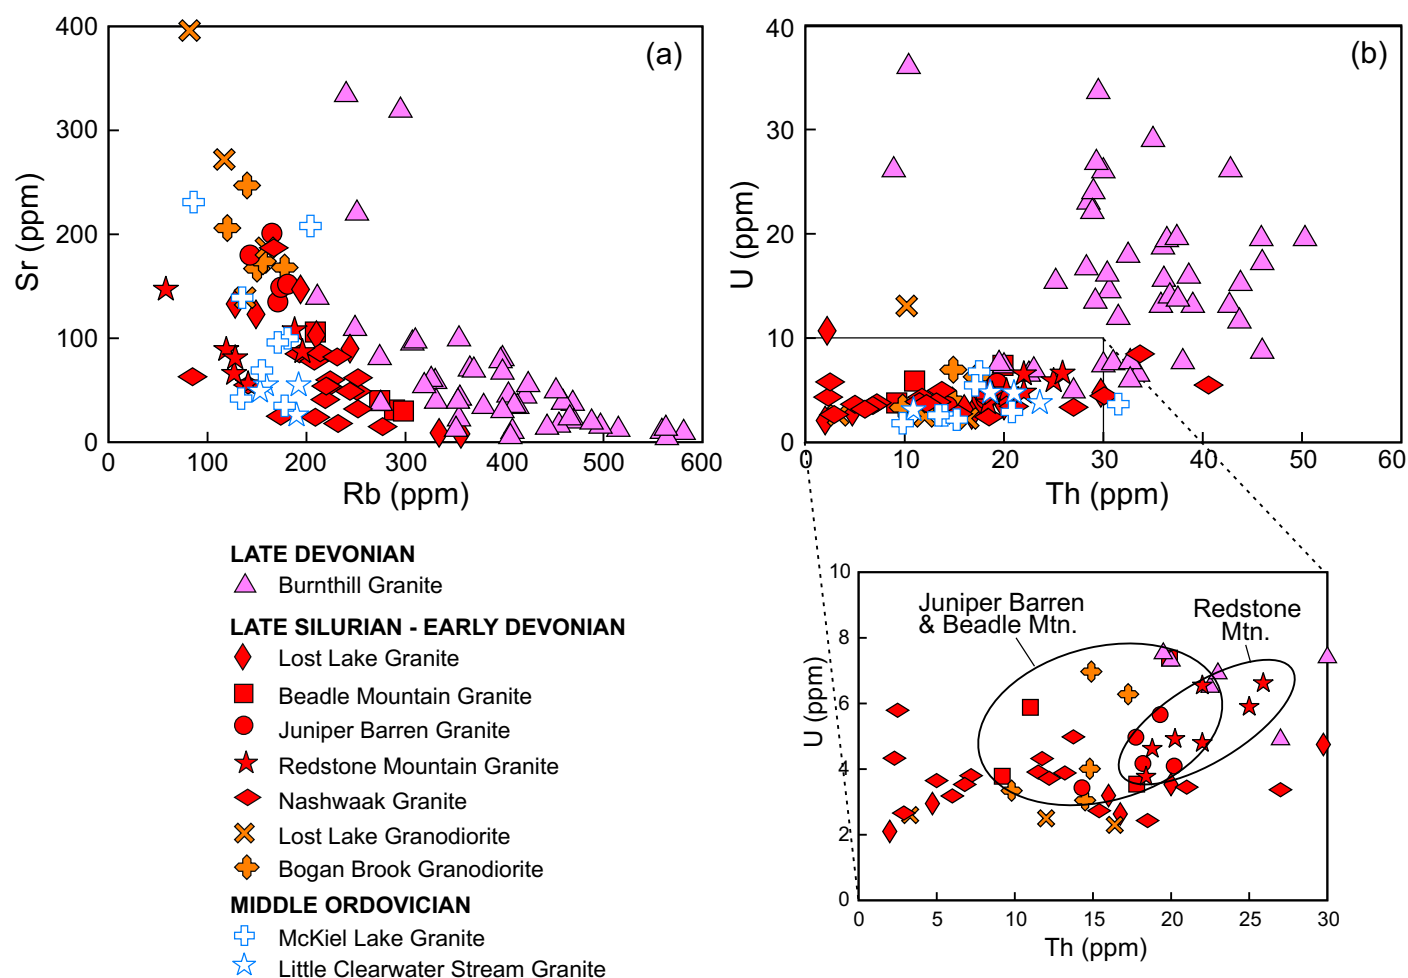 400
300
200
100
0
Sr (ppm)
(a)
0
100
200
300
400
500
600
Rb (ppm)
40
30
20
10
0
U (ppm)
(b)
0
10
20
30
40
50
60
Th (ppm)
LATE DEVONIAN
Burnthill Granite
LATE SILURIAN - EARLY DEVONIAN
Lost Lake Granite
Beadle Mountain Granite
Juniper Barren Granite
Redstone Mountain Granite
Nashwaak Granite
Lost Lake Granodiorite
Bogan Brook Granodiorite
MIDDLE ORDOVICIAN
McKiel Lake Granite
Little Clearwater Stream Granite
10
8
6
4
2
0
U (ppm)
Juniper Barren
& Beadle Mtn.
Redstone
Mtn.
0
5
10
15
20
25
30
Th (ppm)